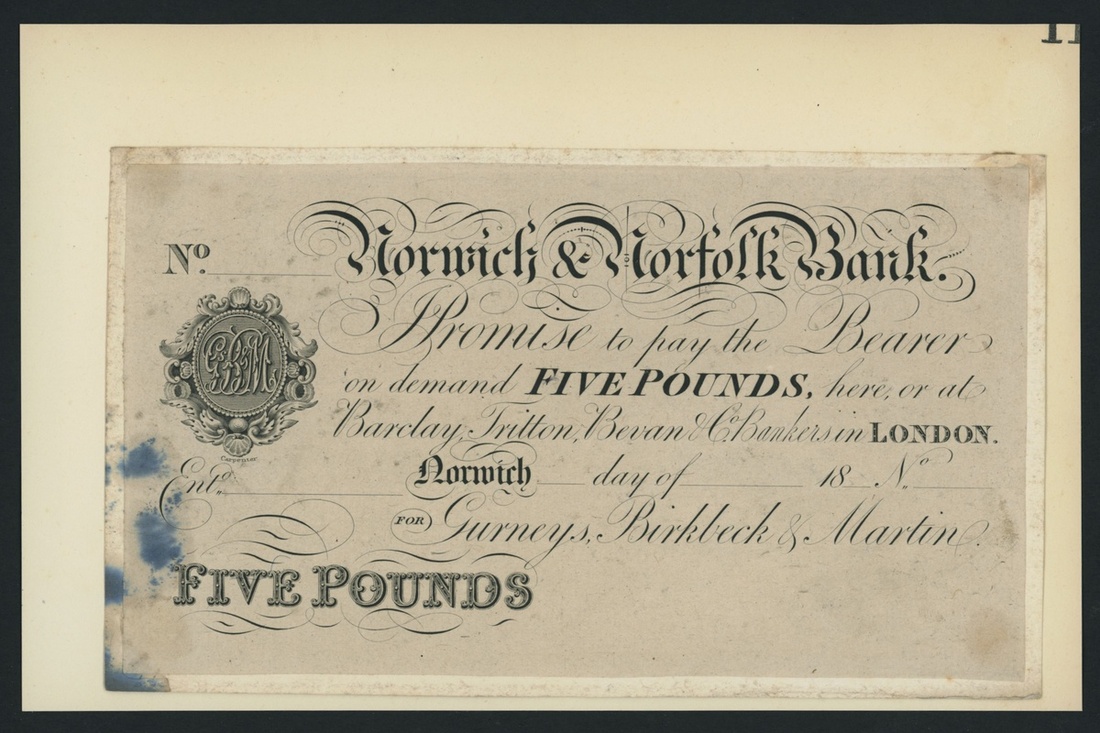 No. Norwich & Norfolk Bank.
I Promise to pay the Bearer
on demand FIVE POUNDS, here, or at
Barclay, Tritton, Bevan & Co. Bankers in LONDON.
Carpenter
Entd. Norwich day of 18 No.
FOR Gurneys, Birkbeck & Martin.
FIVE POUNDS